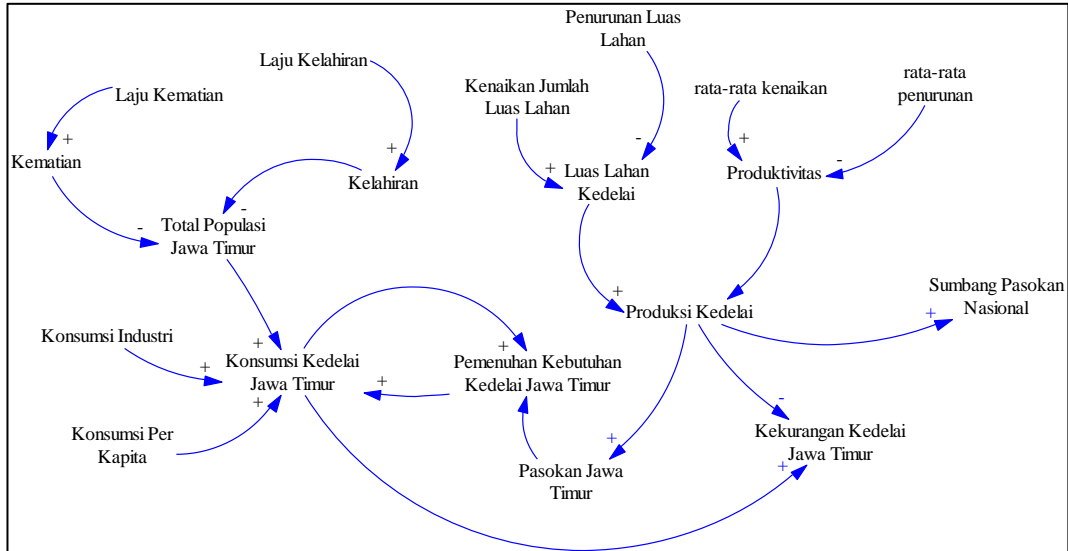 Penurunan Luas
Lahan
Laju Kelahiran
Laju Kematian
Kenaikan Jumlah
Luas Lahan
rata-rata kenaikan
rata-rata
penurunan
+
Kematian
+
Kelahiran
-
+
Luas Lahan
Kedelai
+
-
Produktivitas
-
-
Total Populasi
Jawa Timur
+
Produksi Kedelai
Sumbang Pasokan
Nasional
+
Konsumsi Industri
+
+
Konsumsi Kedelai
Jawa Timur
+
+
Pemenuhan Kebutuhan
Kedelai Jawa Timur
+
-
Kekurangan Kedelai
Jawa Timur
+
Konsumsi Per
Kapita
+
Pasokan Jawa
Timur